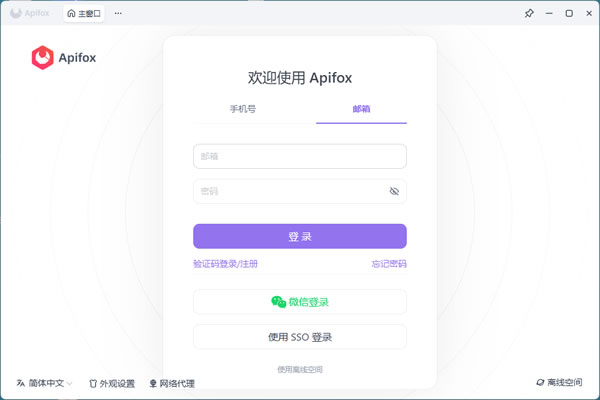 Apifox
主窗口
Apifox
欢迎使用 Apifox
手机号 邮箱
邮箱
密码
登 录
验证码登录/注册 忘记密码
微信登录
使用 SSO 登录
使用离线空间
简体中文 外观设置 网络代理 离线空间